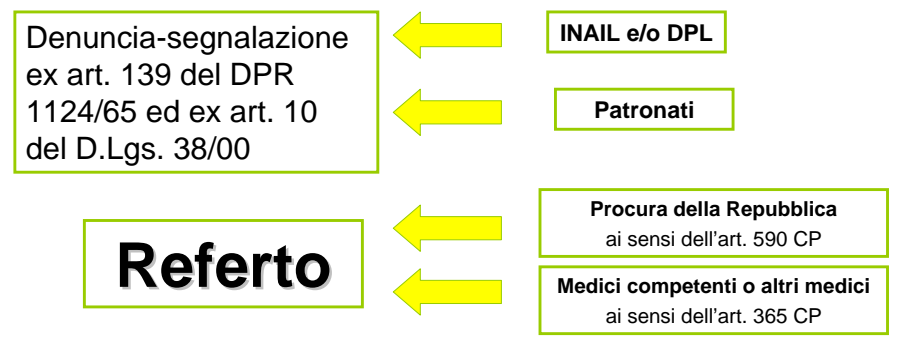 Denuncia-segnalazione
ex art. 139 del DPR
1124/65 ed ex art. 10
del D.Lgs. 38/00
INAIL e/o DPL
Patronati
Referto
Procura della Repubblica
ai sensi dell'art. 590 CP
Medici competenti o altri medici
ai sensi dell'art. 365 CP